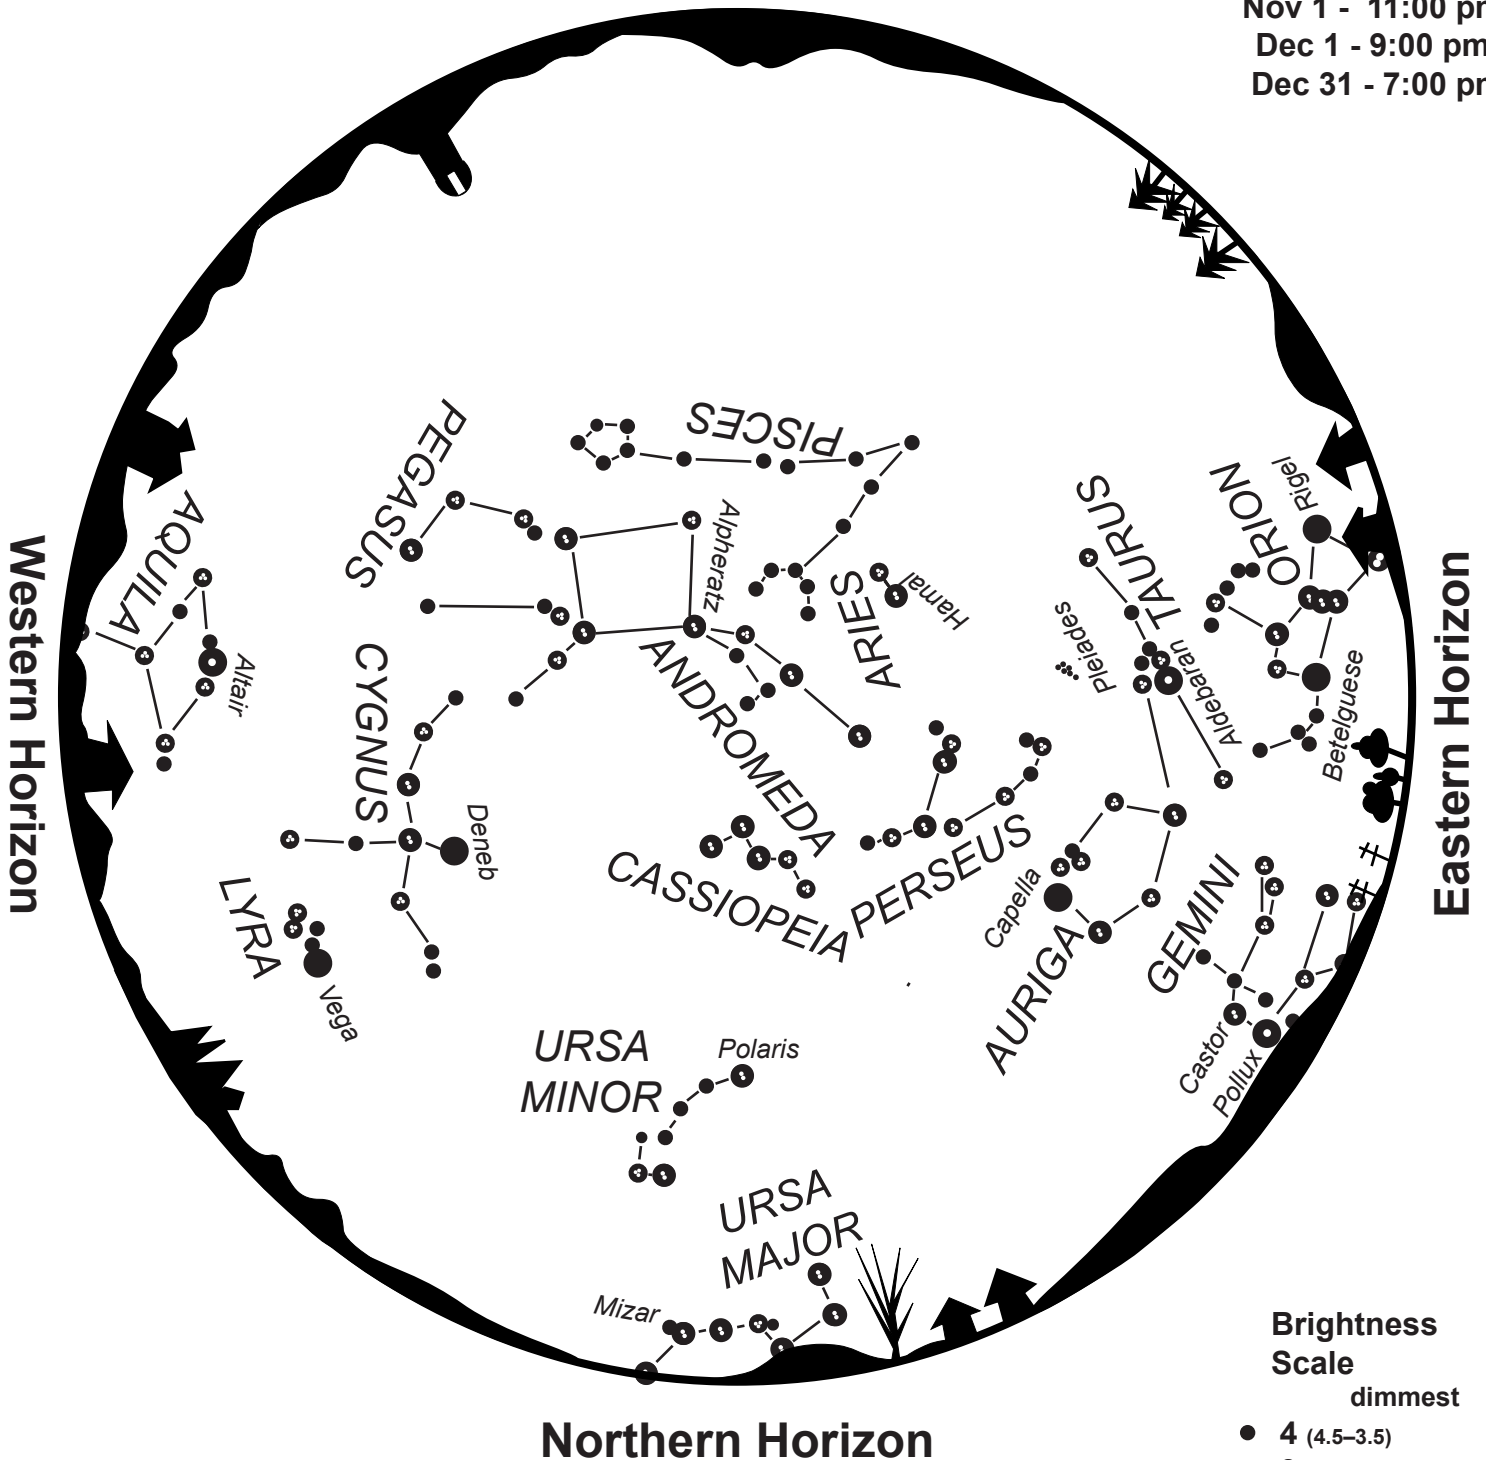 Nov 1 - 11:00 p
Dec 1 - 9:00 pm
Dec 31 - 7:00 p
PISCES
PEGASUS
Alpheratz
ARIES
Hamal
TAURUS
Pleiades
Aldebaran
ORION
Rigel
Betelguese
AQUILA
Altair
CYGNUS
Deneb
LYRA
Vega
ANDROMEDA
CASSIOPEIA
PERSEUS
Capella
AURIGA
GEMINI
Castor
Pollux
URSA
MINOR
Polaris
URSA
MAJOR
Mizar
Western Horizon
Eastern Horizon
Northern Horizon
Brightness
Scale
dimmest
4 (4.5–3.5)